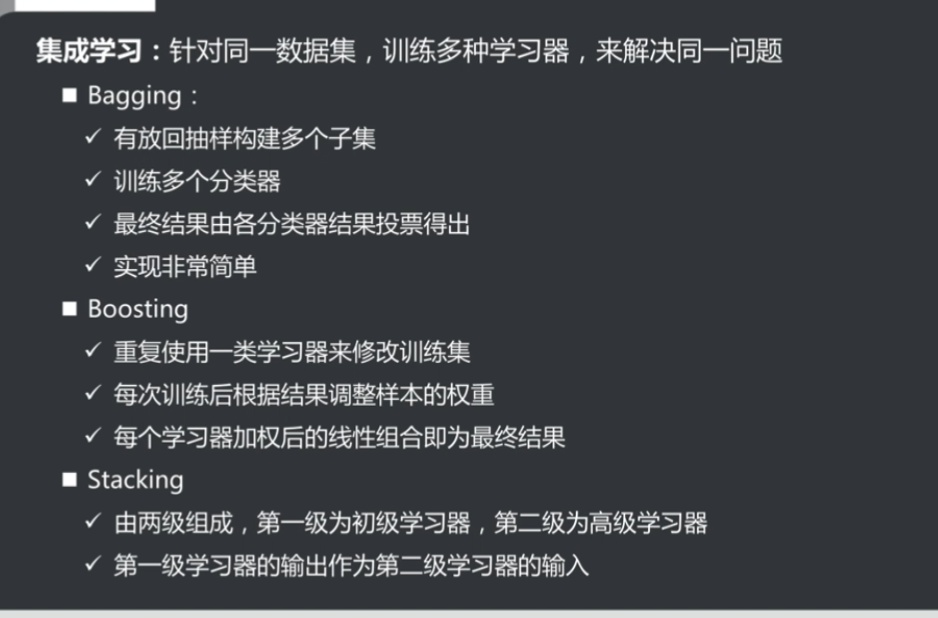 集成学习：针对同一数据集，训练多种学习器，来解决同一问题
■ Bagging：
✓ 有放回抽样构建多个子集
✓ 训练多个分类器
✓ 最终结果由各分类器结果投票得出
✓ 实现非常简单
■ Boosting
✓ 重复使用一类学习器来修改训练集
✓ 每次训练后根据结果调整样本的权重
✓ 每个学习器加权后的线性组合即为最终结果
■ Stacking
✓ 由两级组成，第一级为初级学习器，第二级为高级学习器
✓ 第一级学习器的输出作为第二级学习器的输入